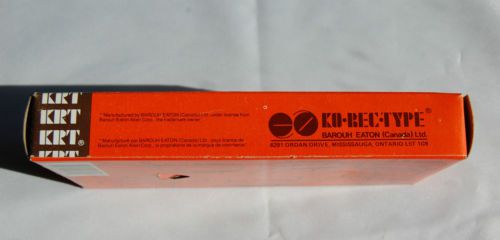 KRT
KRT
KRT®
KRT
* Manufactured by BAROUH EATON (Canada) Ltd. under license from
Barouh Eaton Allen Corp., the trademark owner
* Manufacturé par BAROUH EATON (Canada) Ltd., sous licence de
Barouh Eaton Allen Corp., la propriétaire de la marque de commerce
KO·REC·TYPE®
BAROUH EATON (Canada) Ltd.
6291 ORDAN DRIVE, MISSISSAUGA, ONTARIO L5T 1G9